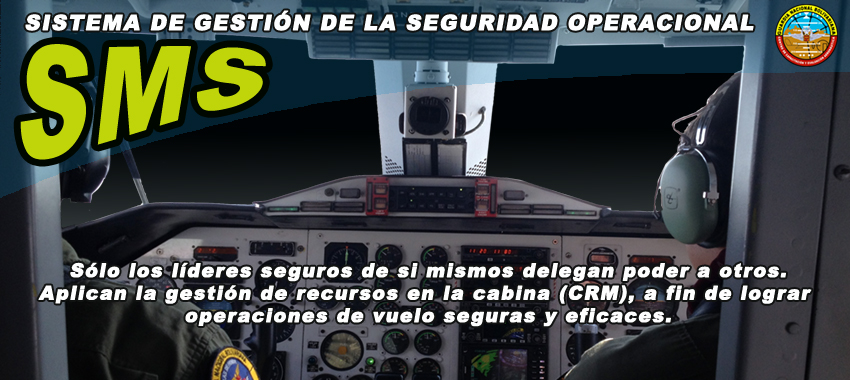 SISTEMA DE GESTIÓN DE LA SEGURIDAD OPERACIONAL
SMS
Sólo los líderes seguros de si mismos delegan poder a otros.
Aplican la gestión de recursos en la cabina (CRM), a fin de lograr
operaciones de vuelo seguras y eficaces.